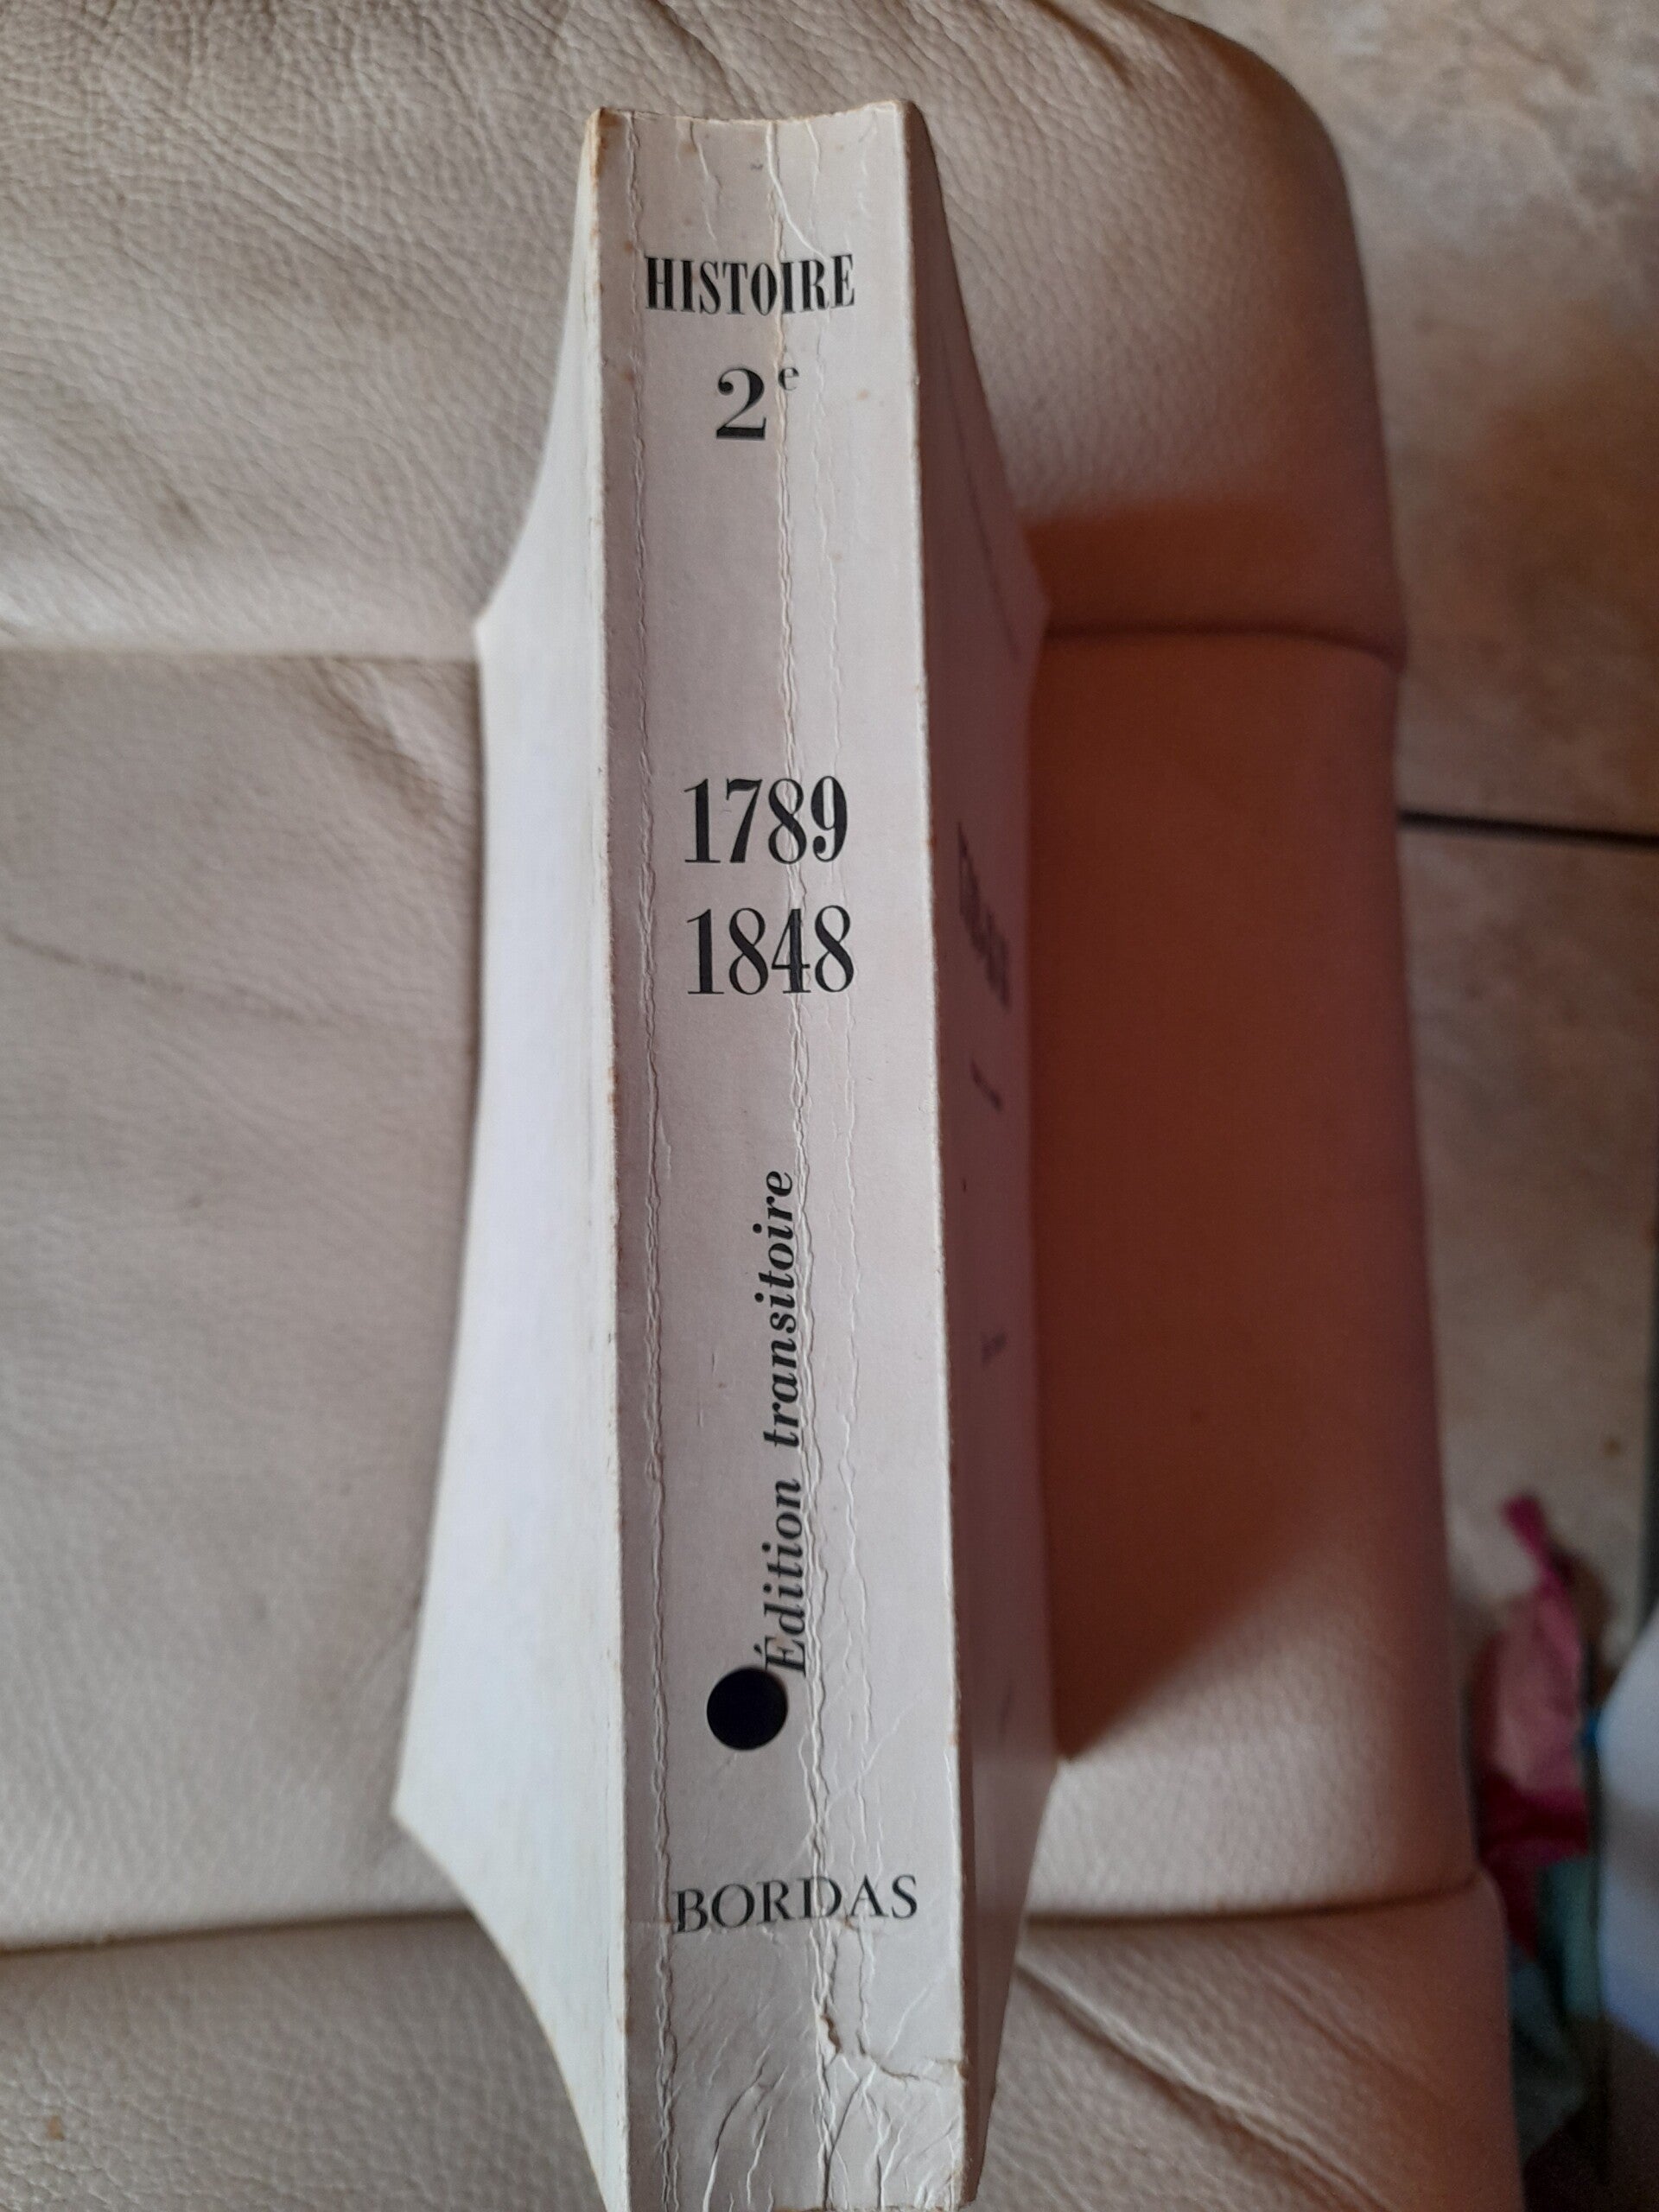 HISTOIRE
2e
1789
1848
Édition transitoire
BORDAS